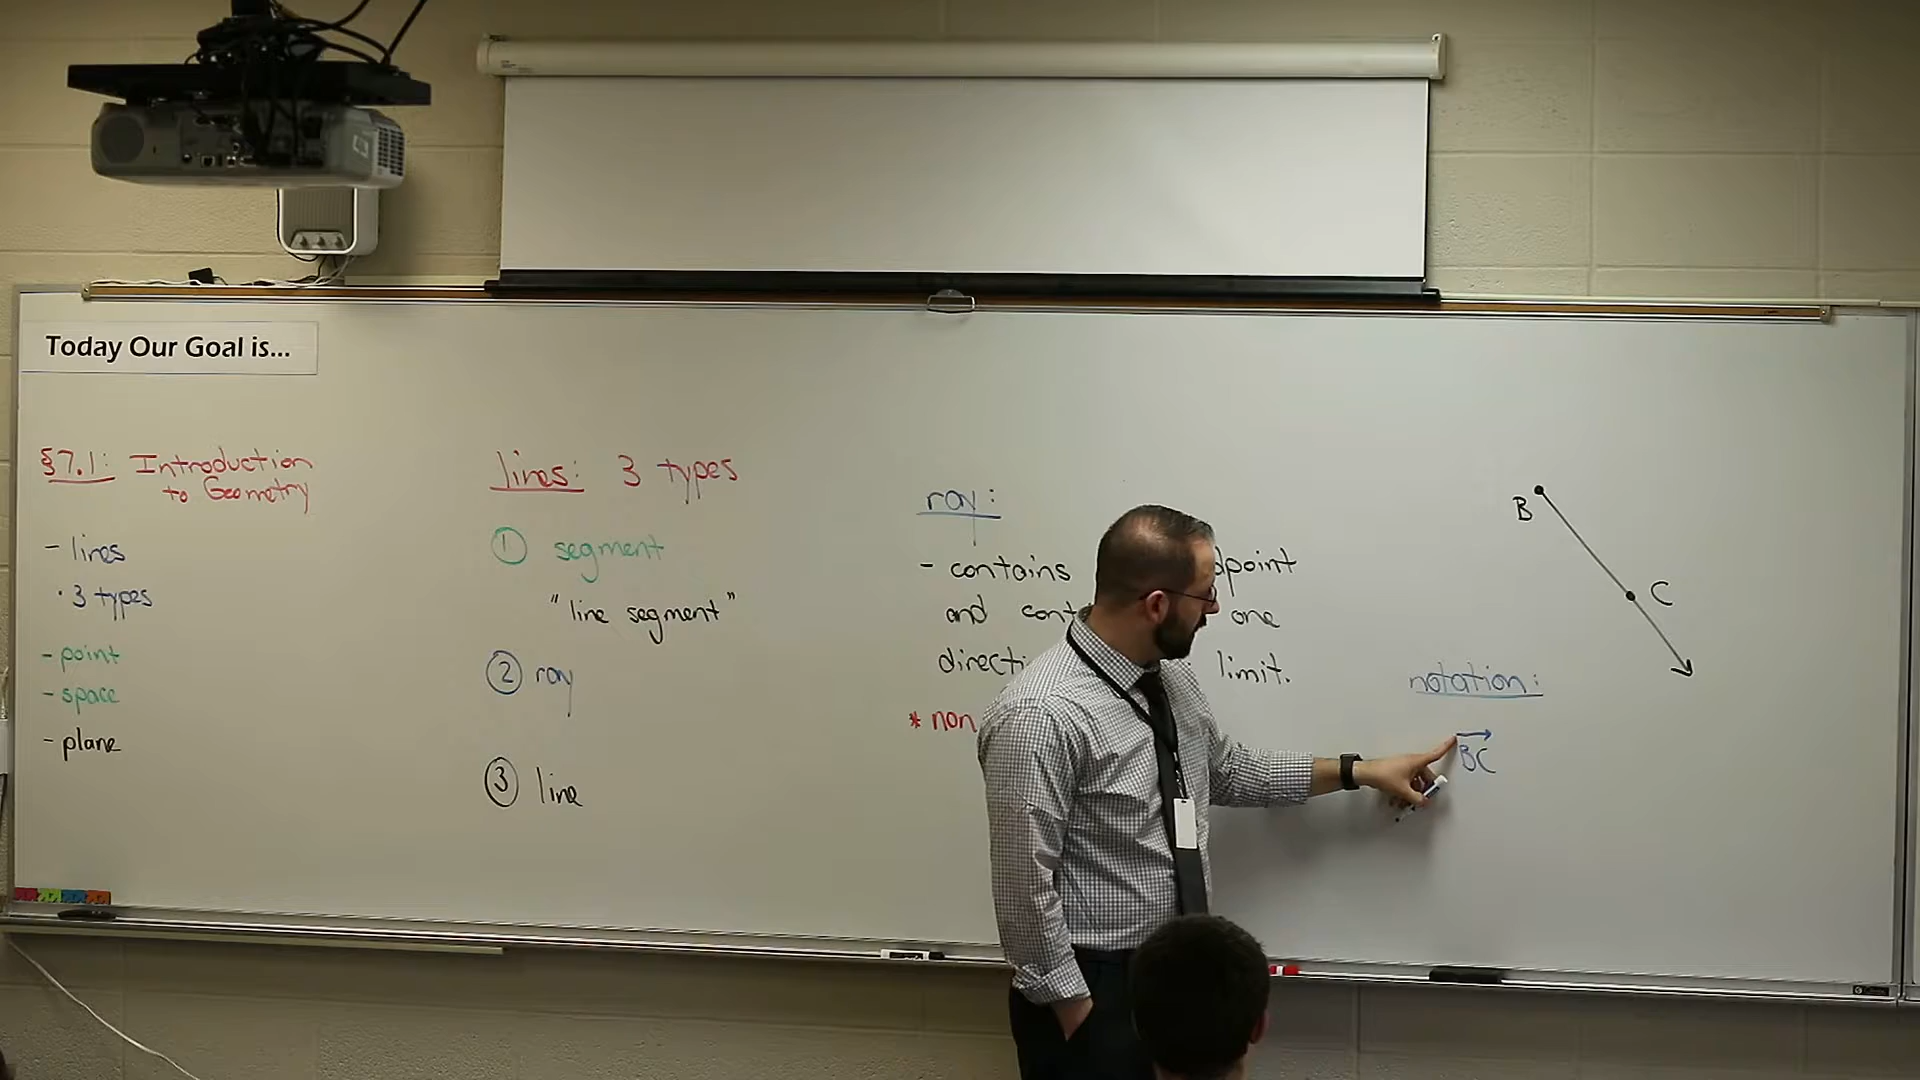 Today Our Goal is...
§7.1: Introduction
to Geometry
- lines
· 3 types
- point
- space
- plane
lines: 3 types
① segment
"line segment"
② ray
③ line
ray:
- contains dpoint
and cont one
directi limit.
* non
B
C
notation:
BC